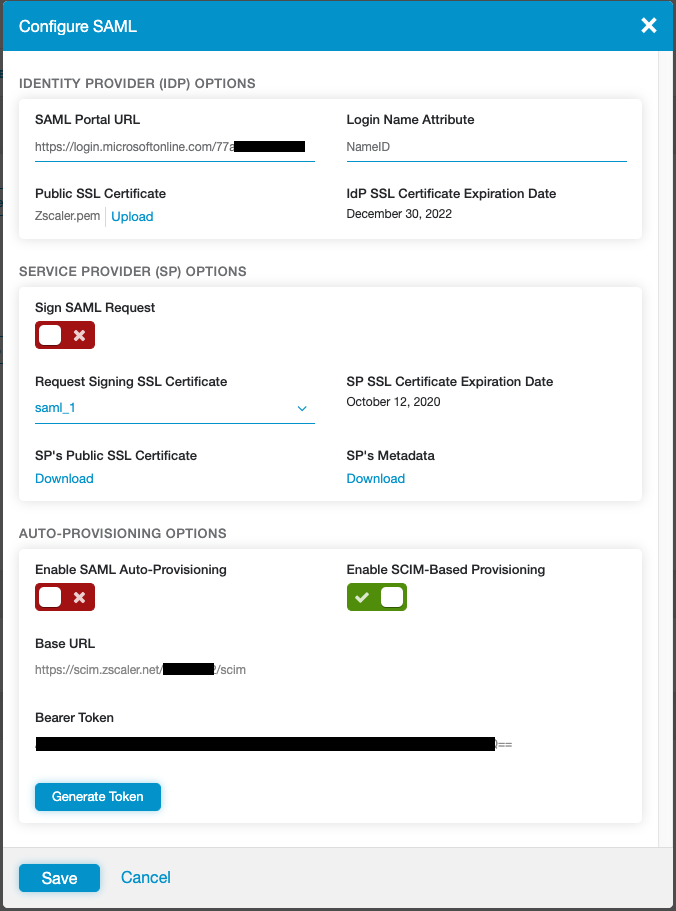 Configure SAML
IDENTITY PROVIDER (IDP) OPTIONS
SAML Portal URL
https://login.microsoftonline.com/77a
Login Name Attribute
NameID
Public SSL Certificate
Zscaler.pem Upload
IdP SSL Certificate Expiration Date
December 30, 2022
SERVICE PROVIDER (SP) OPTIONS
Sign SAML Request
Request Signing SSL Certificate
saml_1
SP SSL Certificate Expiration Date
October 12, 2020
SP's Public SSL Certificate
Download
SP's Metadata
Download
AUTO-PROVISIONING OPTIONS
Enable SAML Auto-Provisioning
Enable SCIM-Based Provisioning
Base URL
https://scim.zscaler.net/ /scim
Bearer Token
==
Generate Token
Save Cancel